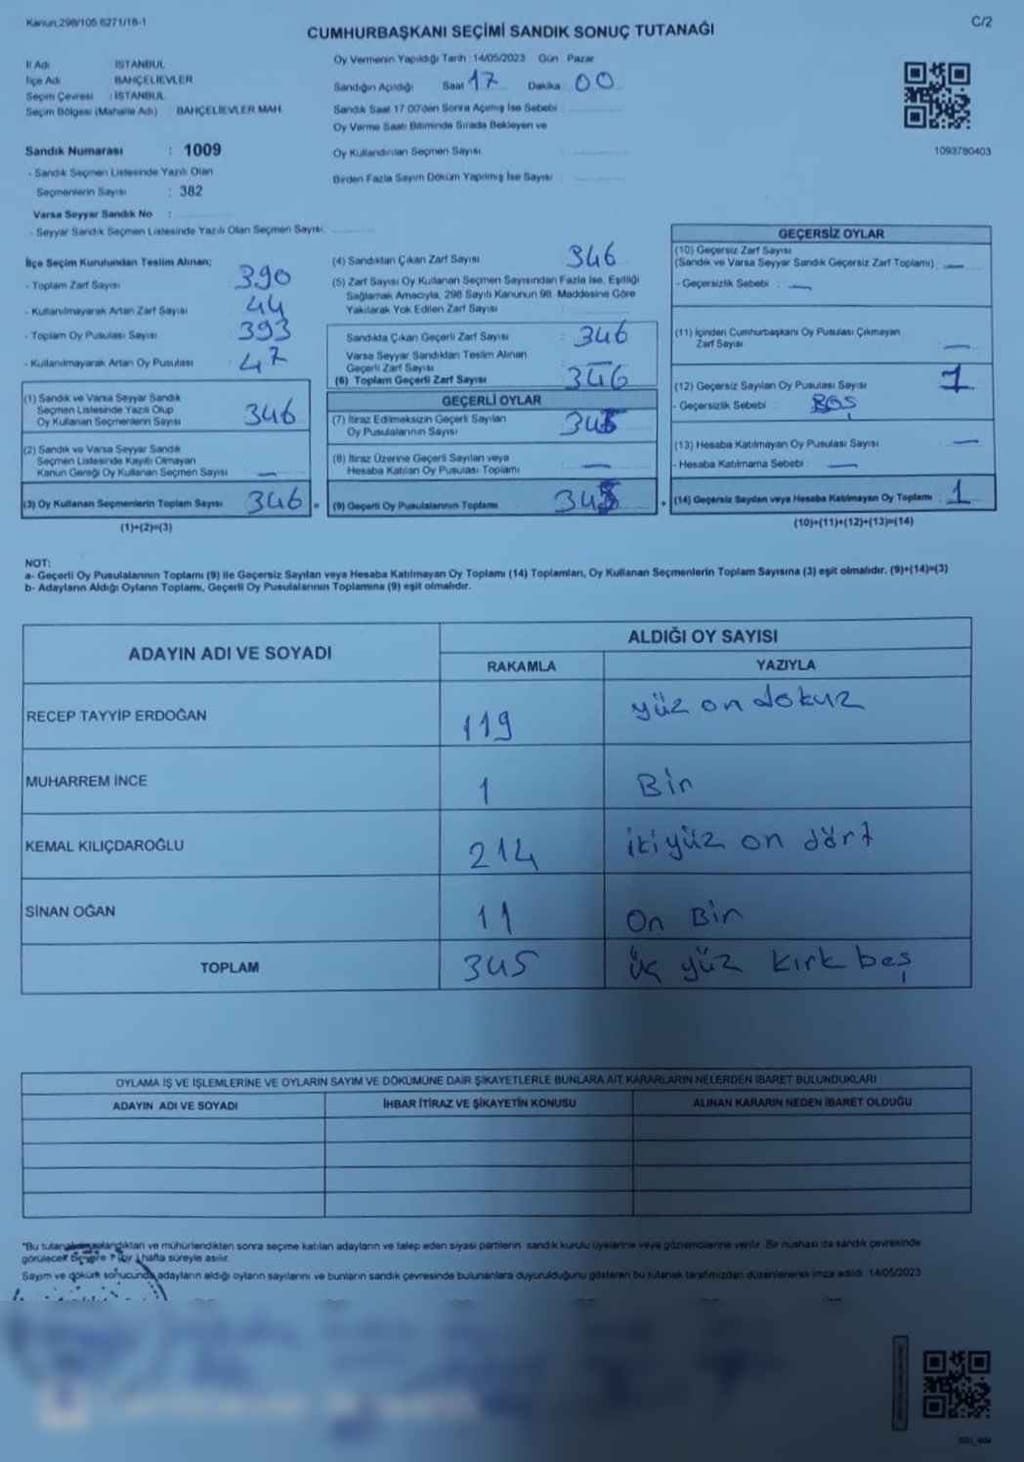 Kanun 298/105 6271/18-1
C/2
CUMHURBAŞKANI SEÇİMİ SANDIK SONUÇ TUTANAĞI
İl Adı : İSTANBUL
İlçe Adı : BAHÇELİEVLER
Seçim Çevresi : İSTANBUL
Seçim Bölgesi (Mahalle Adı) : BAHÇELİEVLER MAH.
Sandık Numarası : 1009
- Sandık Seçmen Listesinde Yazılı Olan
Seçmenlerin Sayısı : 382
Varsa Seyyar Sandık No :
- Seyyar Sandık Seçmen Listesinde Yazılı Olan Seçmen Sayısı
Oy Vermenin Yapıldığı Tarih : 14/05/2023 Gün : Pazar
Sandığın Açıldığı Saat 17 Dakika 00
Sandık Saat 17.00'den Sonra Açılmış İse Sebebi
Oy Verme Saati Bitiminde Sırada Bekleyen ve
Oy Kullandırılan Seçmen Sayısı
Birden Fazla Sayım Döküm Yapılmış İse Sayısı :
1093780403
İlçe Seçim Kurulundan Teslim Alınan;
- Toplam Zarf Sayısı : 390
- Kullanılmayarak Artan Zarf Sayısı : 44
- Toplam Oy Pusulası Sayısı : 393
- Kullanılmayarak Artan Oy Pusulası : 47
(1) Sandık ve Varsa Seyyar Sandık
Seçmen Listesinde Yazılı Olup
Oy Kullanan Seçmenlerin Sayısı 346
(2) Sandık ve Varsa Seyyar Sandık
Seçmen Listesinde Kayıtlı Olmayan
Kanun Gereği Oy Kullanan Seçmen Sayısı —
(3) Oy Kullanan Seçmenlerin Toplam Sayısı 346 =
(1)+(2)=(3)
(4) Sandıktan Çıkan Zarf Sayısı 346
(5) Zarf Sayısı Oy Kullanan Seçmen Sayısından Fazla İse, Eşitliği
Sağlamak Amacıyla, 298 Sayılı Kanunun 98. Maddesine Göre
Yakılarak Yok Edilen Zarf Sayısı
Sandıkta Çıkan Geçerli Zarf Sayısı : 346
Varsa Seyyar Sandıktan Teslim Alınan
Geçerli Zarf Sayısı
(6) Toplam Geçerli Zarf Sayısı 346
GEÇERLİ OYLAR
(7) İtiraz Edilmeksizin Geçerli Sayılan
Oy Pusulalarının Sayısı 345
(8) İtiraz Üzerine Geçerli Sayılan veya
Hesaba Katılan Oy Pusulası Toplamı —
(9) Geçerli Oy Pusulalarının Toplamı 345 +
GEÇERSİZ OYLAR
(10) Geçersiz Zarf Sayısı
(Sandık ve Varsa Seyyar Sandık Geçersiz Zarf Toplamı) —
- Geçersizlik Sebebi : —
(11) İçinden Cumhurbaşkanı Oy Pusulası Çıkmayan
Zarf Sayısı —
(12) Geçersiz Sayılan Oy Pusulası Sayısı 1
- Geçersizlik Sebebi : BOŞ
(13) Hesaba Katılmayan Oy Pusulası Sayısı —
- Hesaba Katılmama Sebebi : —
(14) Geçersiz Sayılan veya Hesaba Katılmayan Oy Toplamı 1
(10)+(11)+(12)+(13)=(14)
NOT:
a- Geçerli Oy Pusulalarının Toplamı (9) ile Geçersiz Sayılan veya Hesaba Katılmayan Oy Toplamı (14) Toplamları, Oy Kullanan Seçmenlerin Toplam Sayısına (3) eşit olmalıdır. (9)+(14)=(3)
b- Adayların Aldığı Oyların Toplamı, Geçerli Oy Pusulalarının Toplamına (9) eşit olmalıdır.
ADAYIN ADI VE SOYADI
ALDIĞI OY SAYISI
RAKAMLA YAZIYLA
RECEP TAYYİP ERDOĞAN 119 yüz on dokuz
MUHARREM İNCE 1 Bir
KEMAL KILIÇDAROĞLU 214 iki yüz on dört
SİNAN OĞAN 11 On Bir
TOPLAM 345 üç yüz kırk beş
OYLAMA İŞ VE İŞLEMLERİNE VE OYLARIN SAYIM VE DÖKÜMÜNE DAİR ŞİKAYETLERLE BUNLARA AİT KARARLARIN NELERDEN İBARET BULUNDUKLARI
ADAYIN ADI VE SOYADI İHBAR İTİRAZ VE ŞİKAYETİN KONUSU ALINAN KARARIN NEDEN İBARET OLDUĞU
"Bu ve mühürlendikten sonra seçime katılan adayların ve talep eden siyasi partilerin sandık kurulu üyelerine veya gözlemcilerine verilir. Bir nüshası da sandık çevresinde
görülecek bir yere 1 (bir) hafta süreyle asılır.
Sayım ve döküm sonucunda adayların aldığı oyların sayılarını ve bunların sandık çevresinde bulunanlara duyurulduğunu gösteren bu tutanak tarafımızdan düzenlenerek imza edildi. 14/05/2023